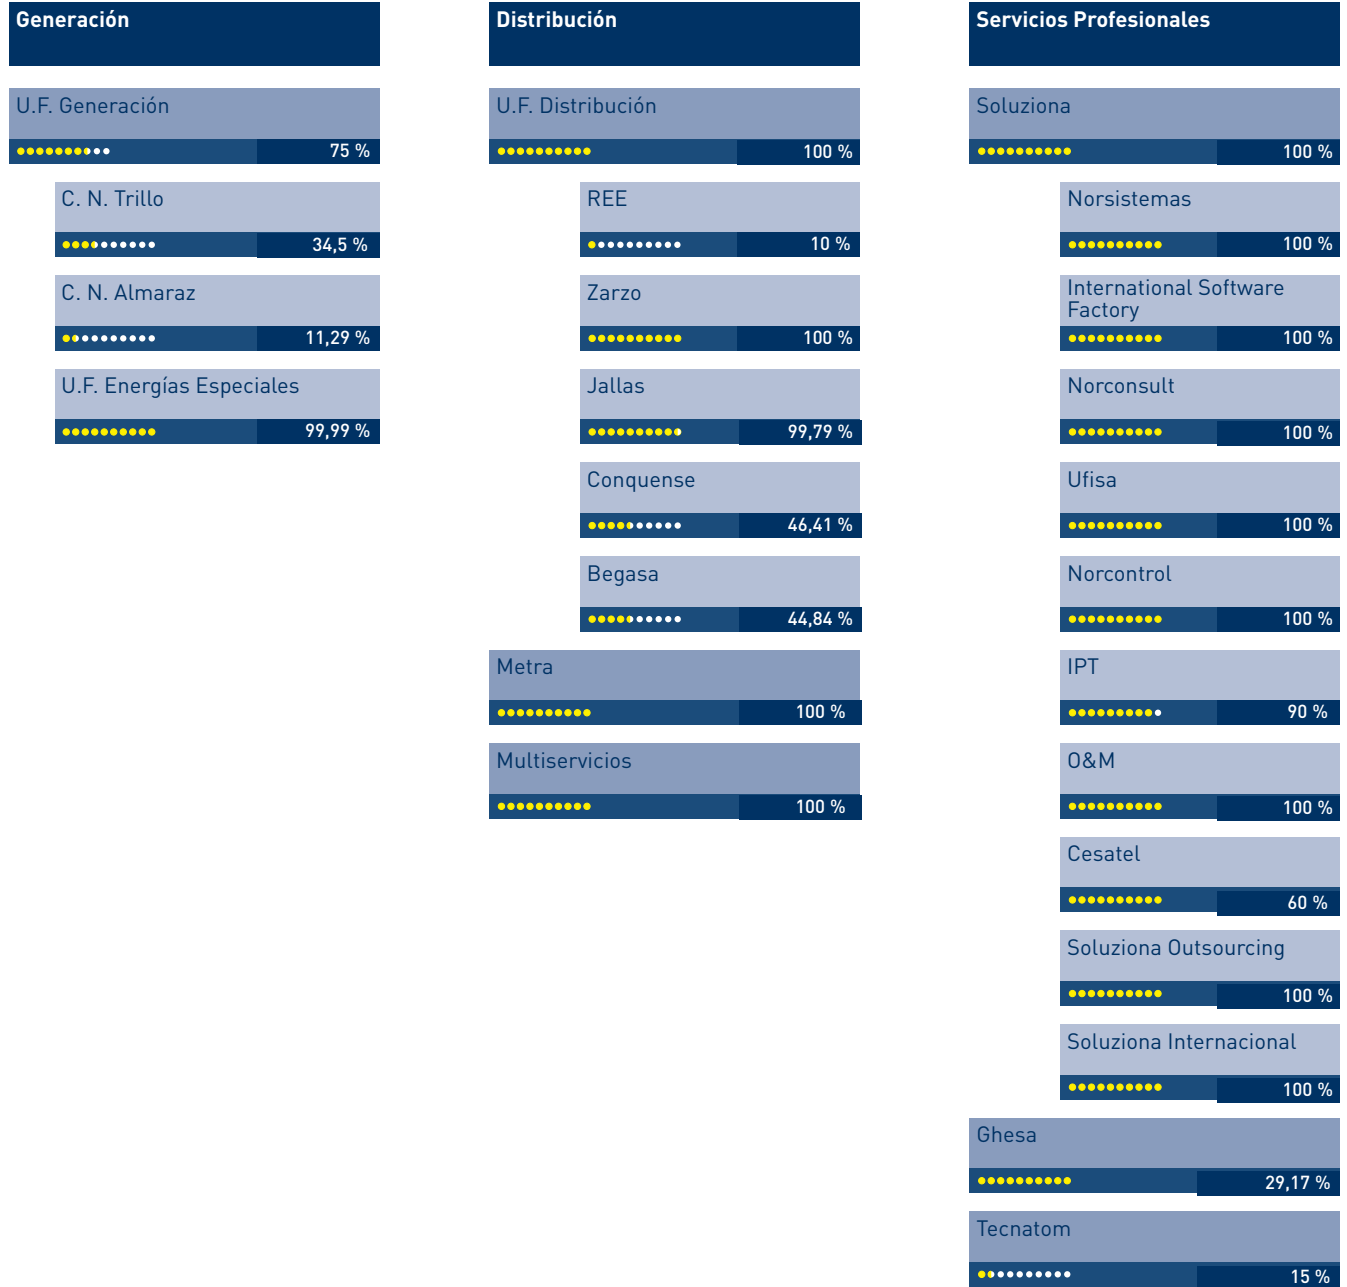 Generación
U.F. Generación
75 %
C. N. Trillo
34,5 %
C. N. Almaraz
11,29 %
U.F. Energías Especiales
99,99 %
Distribución
U.F. Distribución
100 %
REE
10 %
Zarzo
100 %
Jallas
99,79 %
Conquense
46,41 %
Begasa
44,84 %
Metra
100 %
Multiservicios
100 %
Servicios Profesionales
Soluziona
100 %
Norsistemas
100 %
International Software
Factory
100 %
Norconsult
100 %
Ufisa
100 %
Norcontrol
100 %
IPT
90 %
O&M
100 %
Cesatel
60 %
Soluziona Outsourcing
100 %
Soluziona Internacional
100 %
Ghesa
29,17 %
Tecnatom
15 %